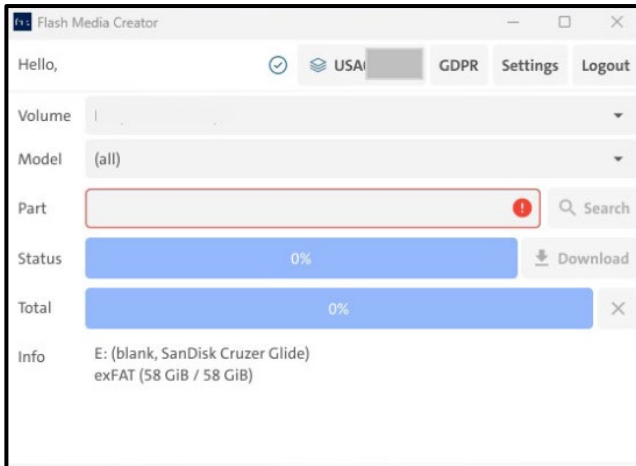 Flash Media Creator
Hello,
USA
GDPR
Settings
Logout
Volume
Model
(all)
Part
Search
Status
0%
Download
Total
0%
Info
E: (blank, SanDisk Cruzer Glide)
exFAT (58 GiB / 58 GiB)